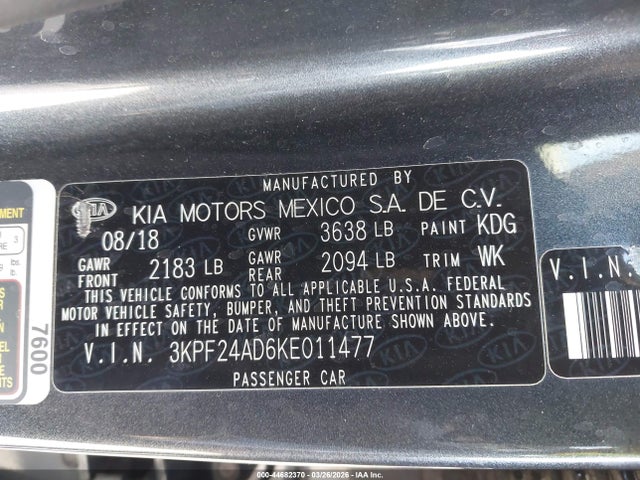 MANUFACTURED BY
KIA KIA MOTORS MEXICO S.A. DE C.V.
08/18 GVWR 3638 LB PAINT KDG
GAWR FRONT 2183 LB GAWR REAR 2094 LB TRIM WK
THIS VEHICLE CONFORMS TO ALL APPLICABLE U.S.A. FEDERAL
MOTOR VEHICLE SAFETY, BUMPER, AND THEFT PREVENTION STANDARDS
IN EFFECT ON THE DATE OF MANUFACTURE SHOWN ABOVE.
V.I.N. 3KPF24AD6KE011477
PASSENGER CAR
7600
V.I.N.
000-44682370 - 03/26/2026 - IAA Inc.